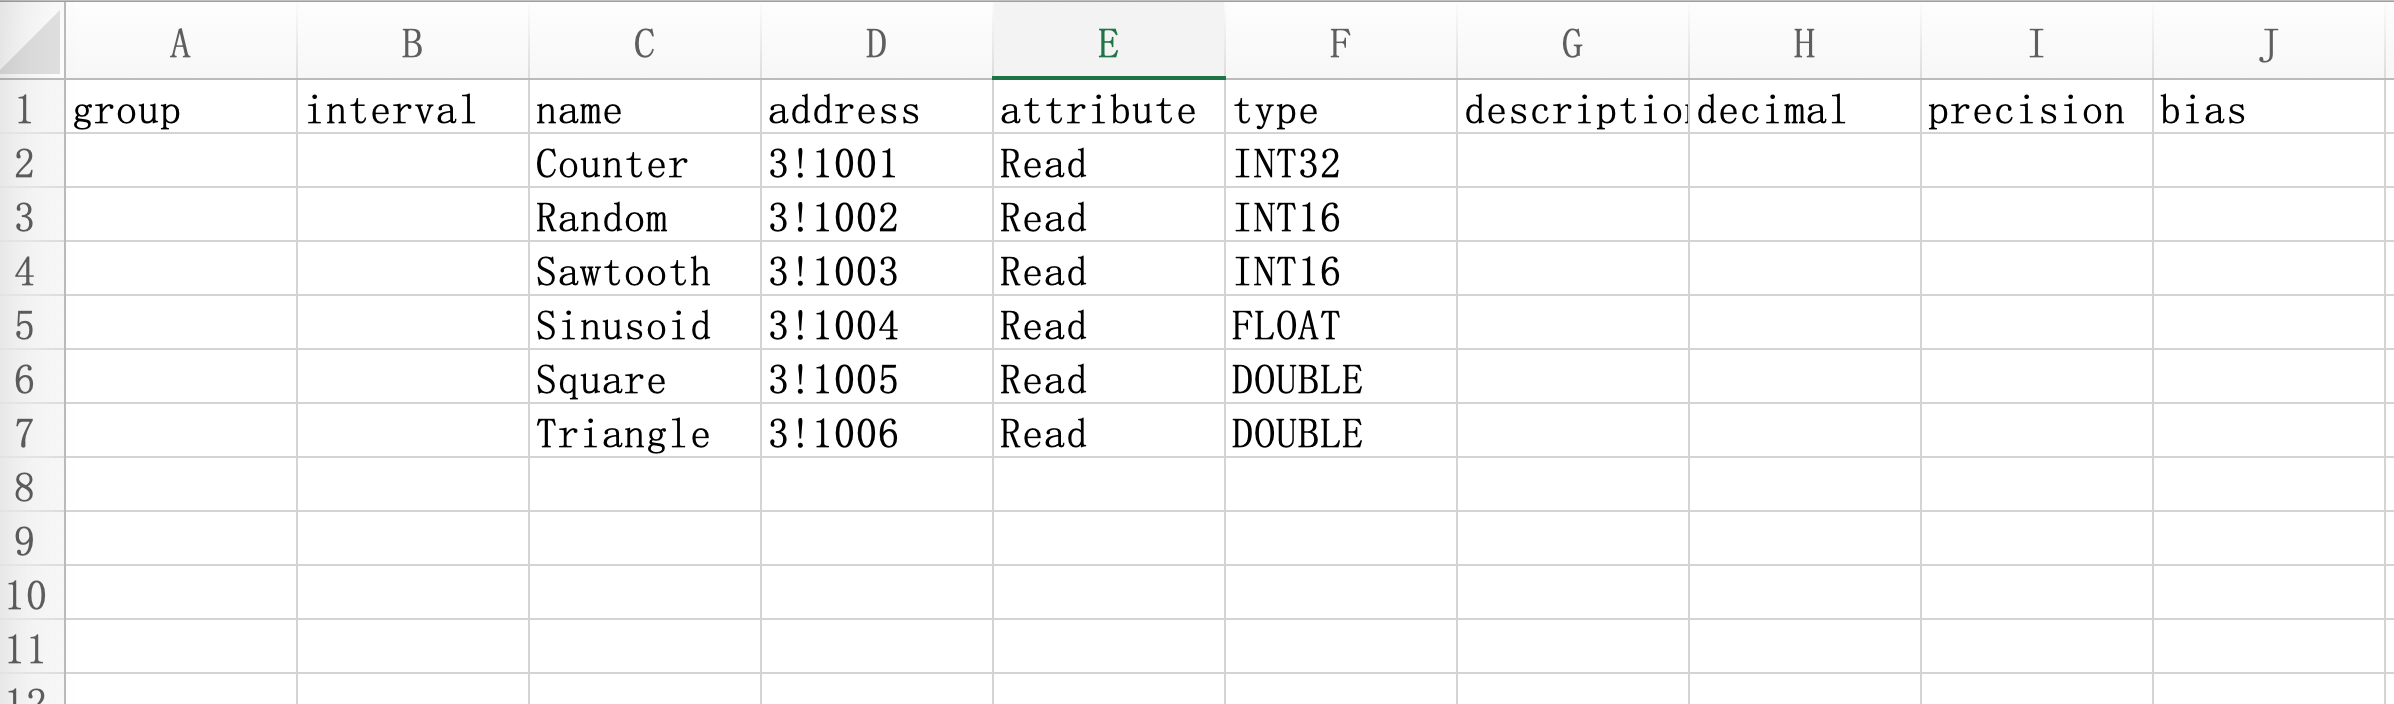 A B C D E F G H I J
1 group interval name address attribute type descriptio decimal precision bias
2 Counter 3!1001 Read INT32
3 Random 3!1002 Read INT16
4 Sawtooth 3!1003 Read INT16
5 Sinusoid 3!1004 Read FLOAT
6 Square 3!1005 Read DOUBLE
7 Triangle 3!1006 Read DOUBLE
8
9
10
11
12